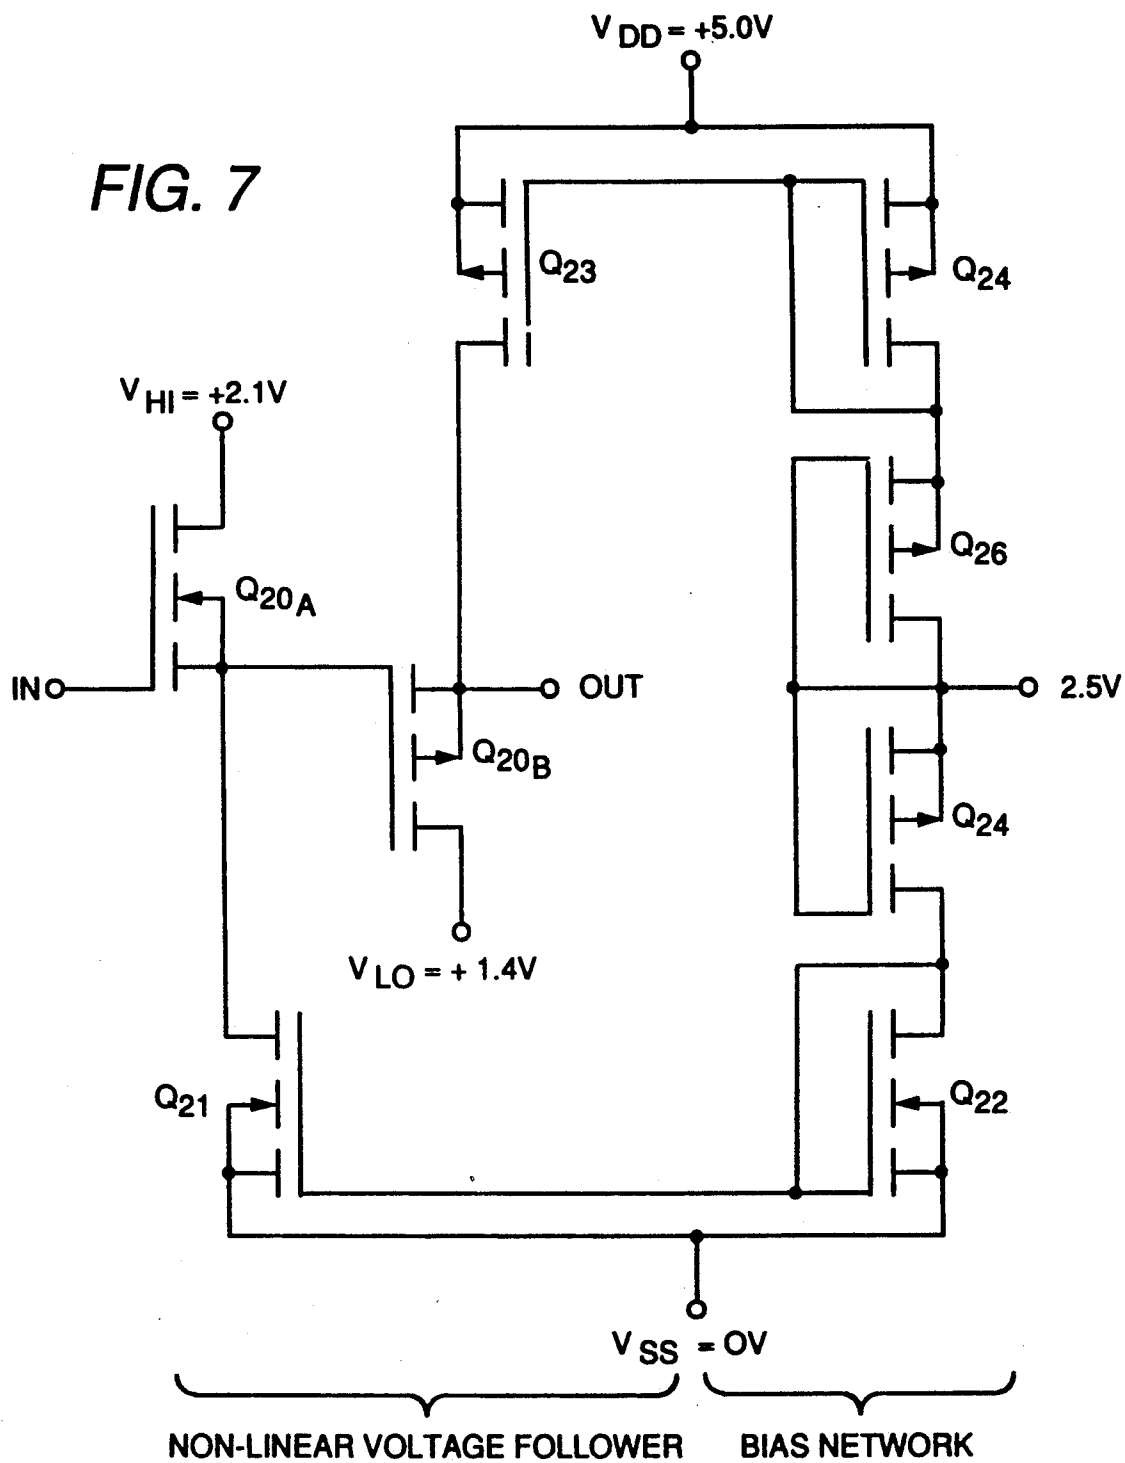 V DD = +5.0V
FIG. 7
Q23
Q24
V HI = +2.1V
Q26
Q20A
IN
OUT
2.5V
Q20B
Q24
V LO = + 1.4V
Q21
Q22
V SS = OV
NON-LINEAR VOLTAGE FOLLOWER
BIAS NETWORK